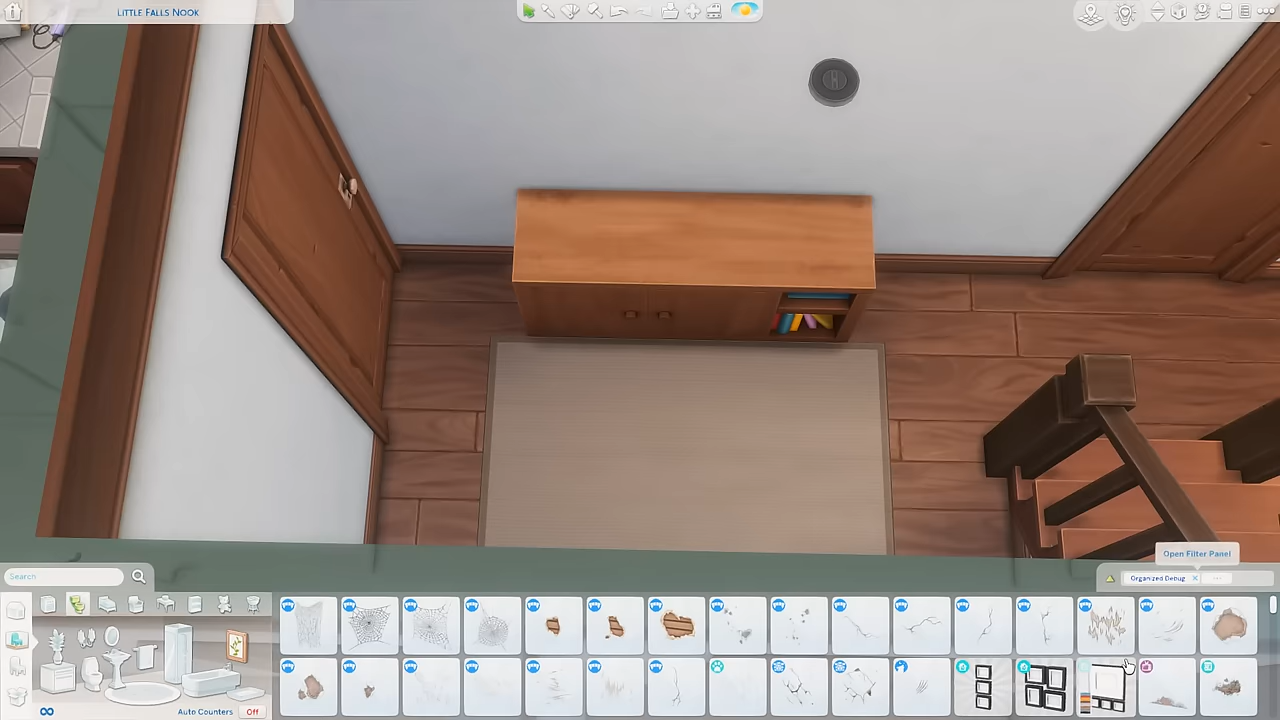 LITTLE FALLS NOOK
Open Filter Panel
Search
Organized Debug
Auto Counters
Off